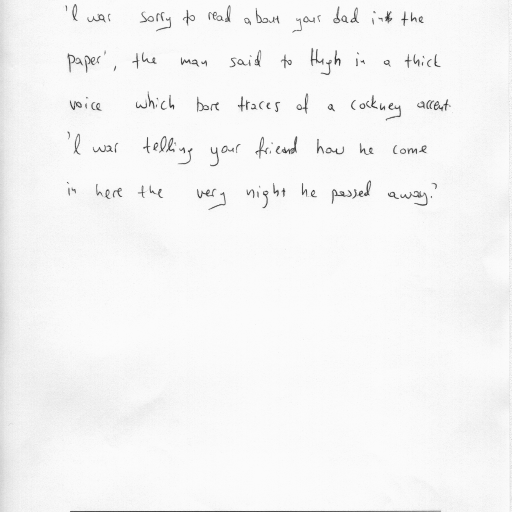 'I was sorry to read about your dad in the
paper', the man said to Hugh in a thick
voice which bore traces of a cockney accent.
'I was telling your friend how he come
in here the very night he passed away.'